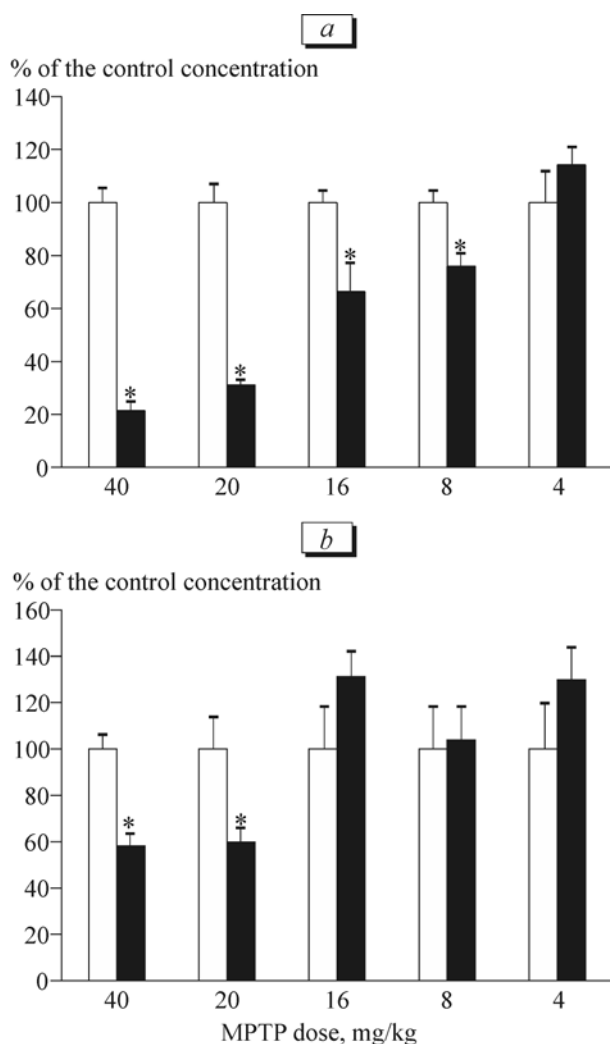 a
% of the control concentration
140
120
100
80
60
40
20
0
* * * *
40 20 16 8 4
b
% of the control concentration
160
140
120
100
80
60
40
20
0
* *
40 20 16 8 4
MPTP dose, mg/kg